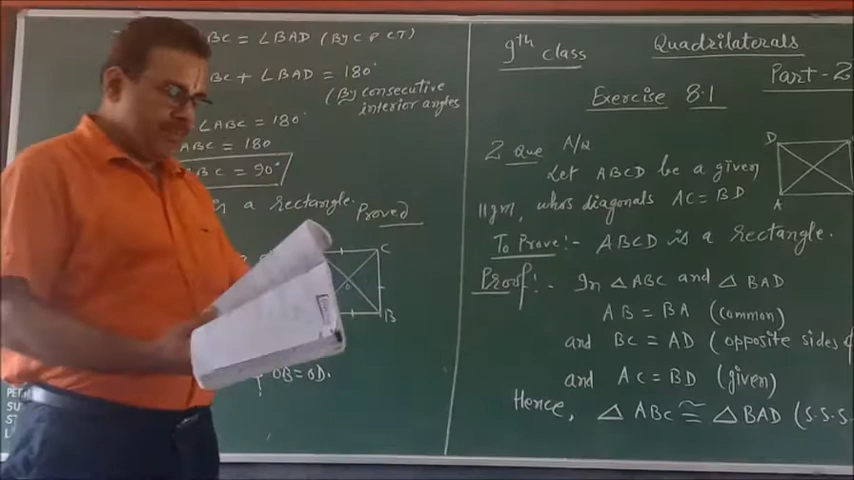 BC = ∠BAD (By C P C T)
BC + ∠BAD = 180°
(By consecutive
interior angles)
∠ABC = 180°
ABC = 180
= 90°
a rectangle.
Proved
C
O
B
OB = OD.
9th class
Quadrilaterals
Part-2
Exercise 8.1
2 Que A/Q
Let ABCD be a given
||gm, whos diagonals AC = BD
D
A
To Prove :- ABCD is a rectangle.
Proof :- In △ABC and △BAD
AB = BA (common)
and BC = AD (opposite sides of
and AC = BD (given)
Hence, △ABC ≅ △BAD (S.S.S